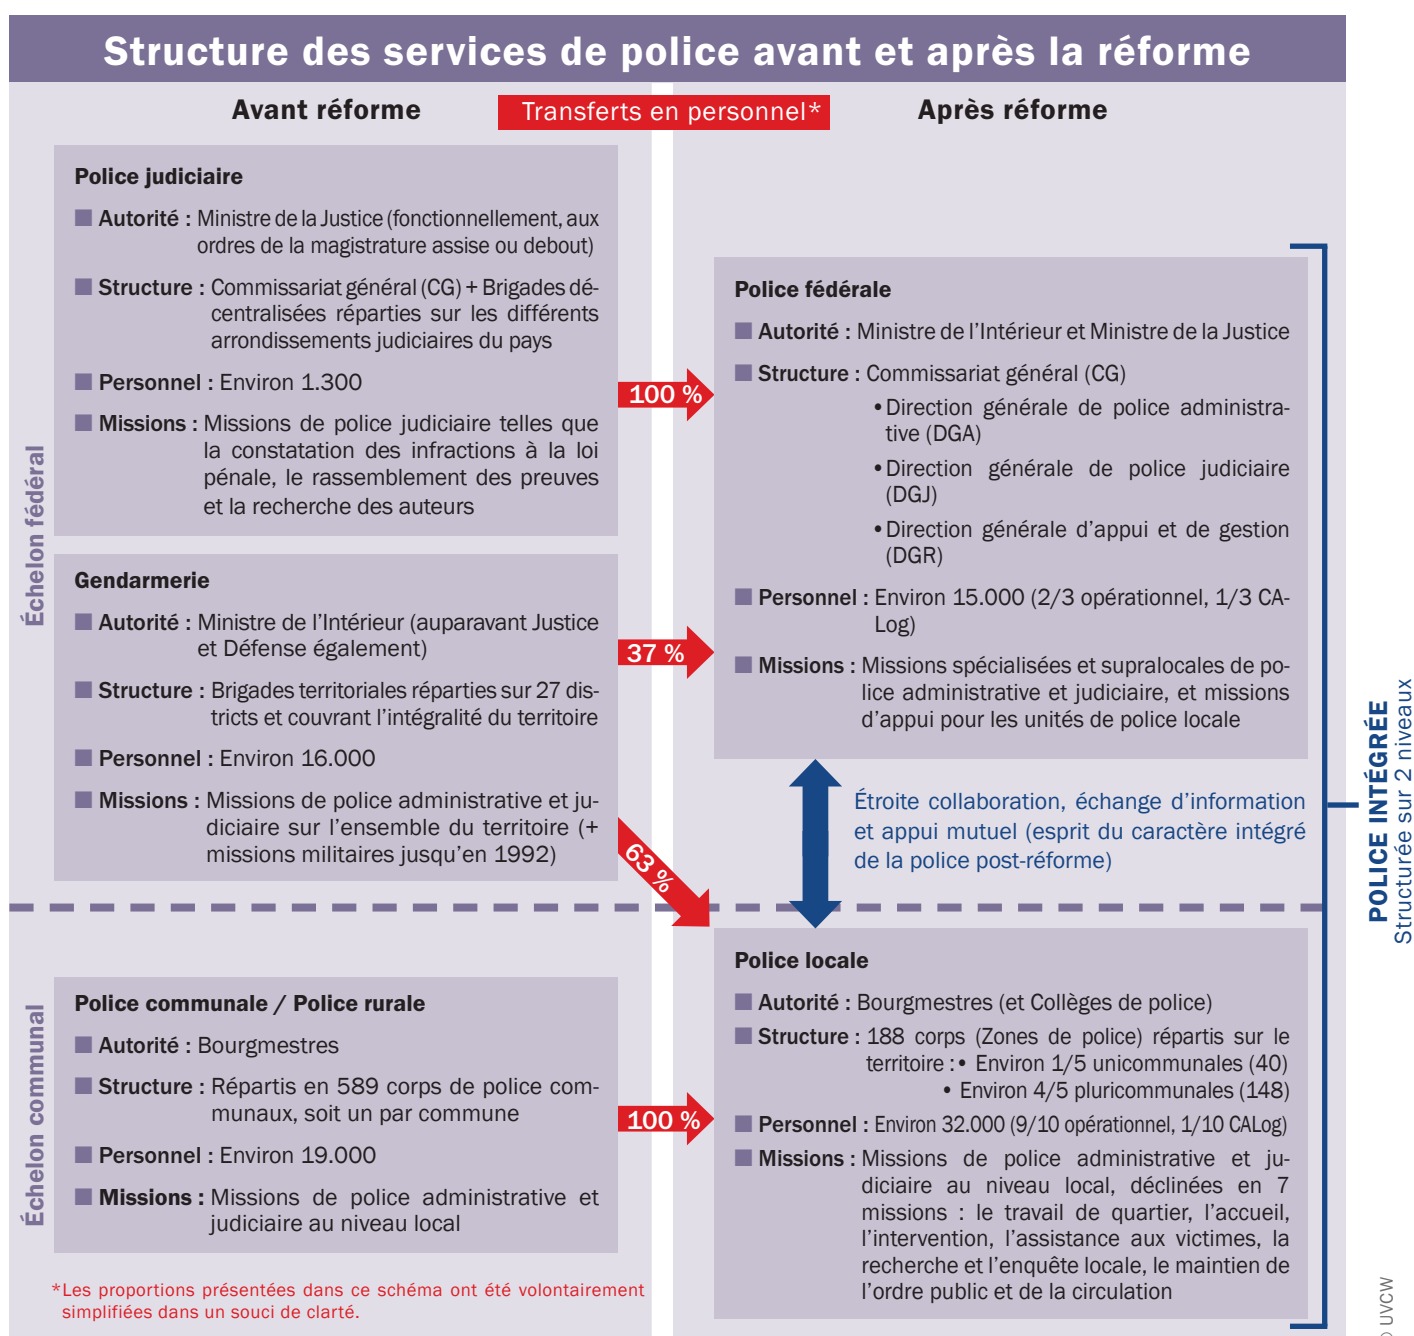 Structure des services de police avant et après la réforme
Avant réforme
Transferts en personnel*
Après réforme
Échelon fédéral
Police judiciaire
Autorité : Ministre de la Justice (fonctionnellement, aux
ordres de la magistrature assise ou debout)
Structure : Commissariat général (CG) + Brigades dé-
centralisées réparties sur les différents
arrondissements judiciaires du pays
Personnel : Environ 1.300
Missions : Missions de police judiciaire telles que
la constatation des infractions à la loi
pénale, le rassemblement des preuves
et la recherche des auteurs
100 %
Gendarmerie
Autorité : Ministre de l'Intérieur (auparavant Justice
et Défense également)
Structure : Brigades territoriales réparties sur 27 dis-
tricts et couvrant l'intégralité du territoire
Personnel : Environ 16.000
Missions : Missions de police administrative et ju-
diciaire sur l'ensemble du territoire (+
missions militaires jusqu'en 1992)
37 %
63 %
Police fédérale
Autorité : Ministre de l'Intérieur et Ministre de la Justice
Structure : Commissariat général (CG)
•Direction générale de police administra-
tive (DGA)
•Direction générale de police judiciaire
(DGJ)
•Direction générale d'appui et de gestion
(DGR)
Personnel : Environ 15.000 (2/3 opérationnel, 1/3 CA-
Log)
Missions : Missions spécialisées et supralocales de po-
lice administrative et judiciaire, et missions
d'appui pour les unités de police locale
Étroite collaboration, échange d'information
et appui mutuel (esprit du caractère intégré
de la police post-réforme)
Échelon communal
Police communale / Police rurale
Autorité : Bourgmestres
Structure : Répartis en 589 corps de police com-
munaux, soit un par commune
Personnel : Environ 19.000
Missions : Missions de police administrative et
judiciaire au niveau local
100 %
Police locale
Autorité : Bourgmestres (et Collèges de police)
Structure : 188 corps (Zones de police) répartis sur le
territoire : • Environ 1/5 unicommunales (40)
• Environ 4/5 pluricommunales (148)
Personnel : Environ 32.000 (9/10 opérationnel, 1/10 CALog)
Missions : Missions de police administrative et ju-
diciaire au niveau local, déclinées en 7
missions : le travail de quartier, l'accueil,
l'intervention, l'assistance aux victimes, la
recherche et l'enquête locale, le maintien de
l'ordre public et de la circulation
POLICE INTÉGRÉE
Structurée sur 2 niveaux
*Les proportions présentées dans ce schéma ont été volontairement
simplifiées dans un souci de clarté.
© UVCW